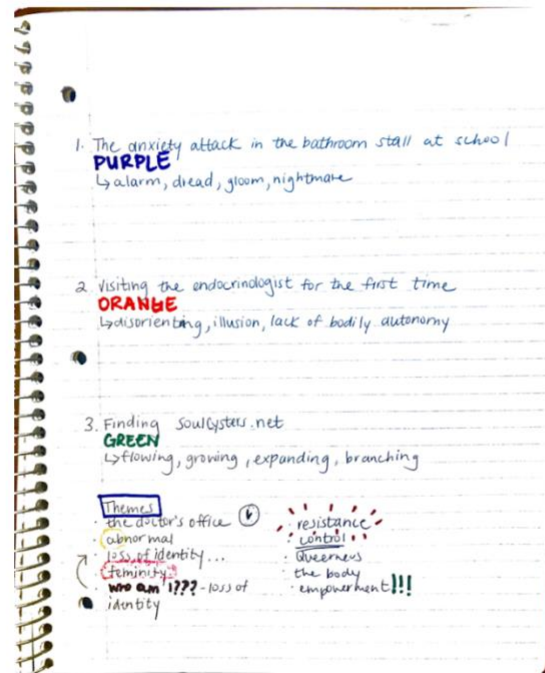 1. The anxiety attack in the bathroom stall at school
PURPLE
↳ alarm, dread, gloom, nightmare
2. Visiting the endocrinologist for the first time
ORANGE
↳ disorienting, illusion, lack of bodily autonomy
3. Finding SoulCysters.net
GREEN
↳ flowing, growing, expanding, branching
Themes
· the doctor's office
· abnormal
· loss of identity...
· feminity
· who am I??? - loss of
identity
· resistance
· control
· Queerness
· the body
· empowerment!!!